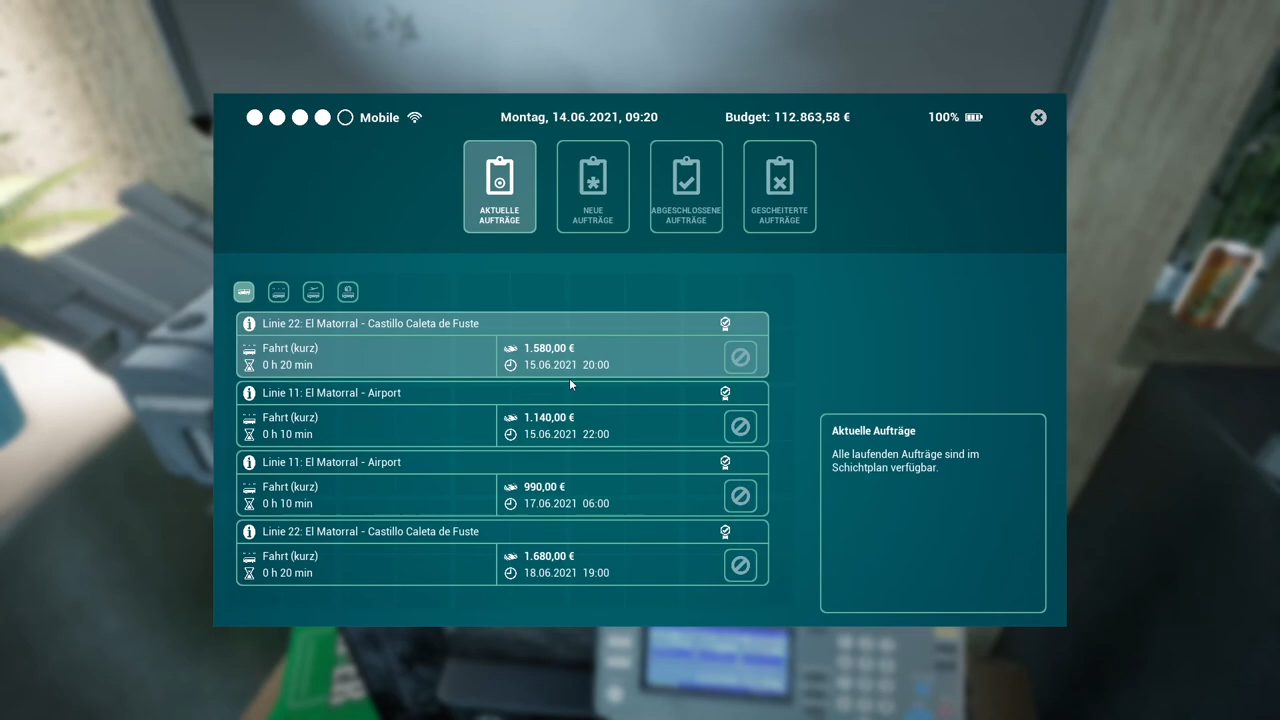 Mobile
Montag, 14.06.2021, 09:20
Budget: 112.863,58 €
100%
AKTUELLE
AUFTRÄGE
NEUE
AUFTRÄGE
ABGESCHLOSSENE
AUFTRÄGE
GESCHEITERTE
AUFTRÄGE
Linie 22: El Matorral - Castillo Caleta de Fuste
Fahrt (kurz)
1.580,00 €
0 h 20 min
15.06.2021 20:00
Linie 11: El Matorral - Airport
Fahrt (kurz)
1.140,00 €
0 h 10 min
15.06.2021 22:00
Linie 11: El Matorral - Airport
Fahrt (kurz)
990,00 €
0 h 10 min
17.06.2021 06:00
Linie 22: El Matorral - Castillo Caleta de Fuste
Fahrt (kurz)
1.680,00 €
0 h 20 min
18.06.2021 19:00
Aktuelle Aufträge
Alle laufenden Aufträge sind im
Schichtplan verfügbar.